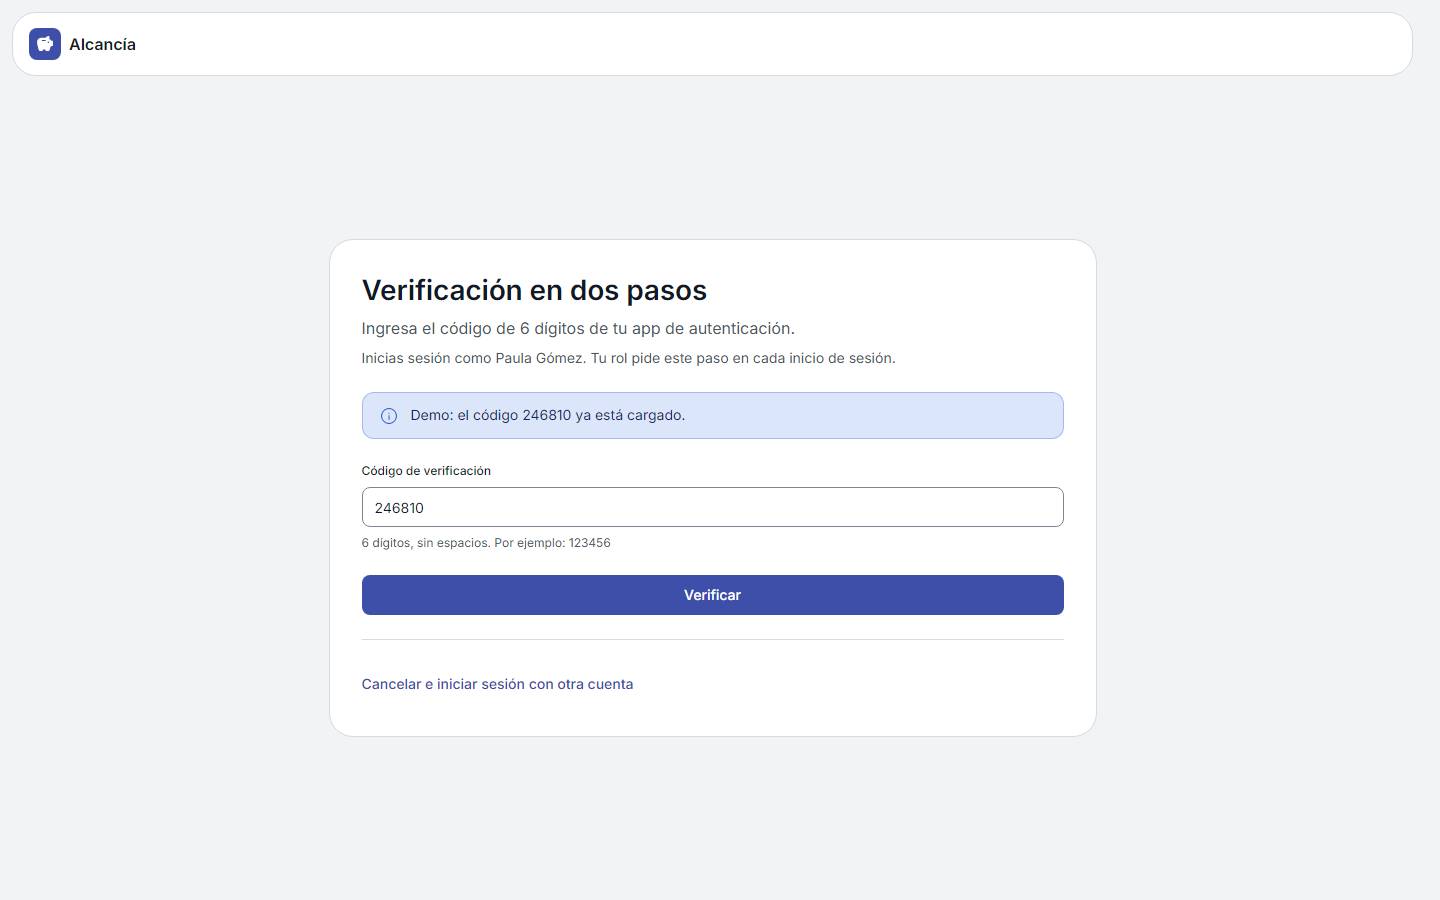 Alcancía
Verificación en dos pasos
Ingresa el código de 6 dígitos de tu app de autenticación.
Inicias sesión como Paula Gómez. Tu rol pide este paso en cada inicio de sesión.
Demo: el código 246810 ya está cargado.
Código de verificación
246810
6 dígitos, sin espacios. Por ejemplo: 123456
Verificar
Cancelar e iniciar sesión con otra cuenta